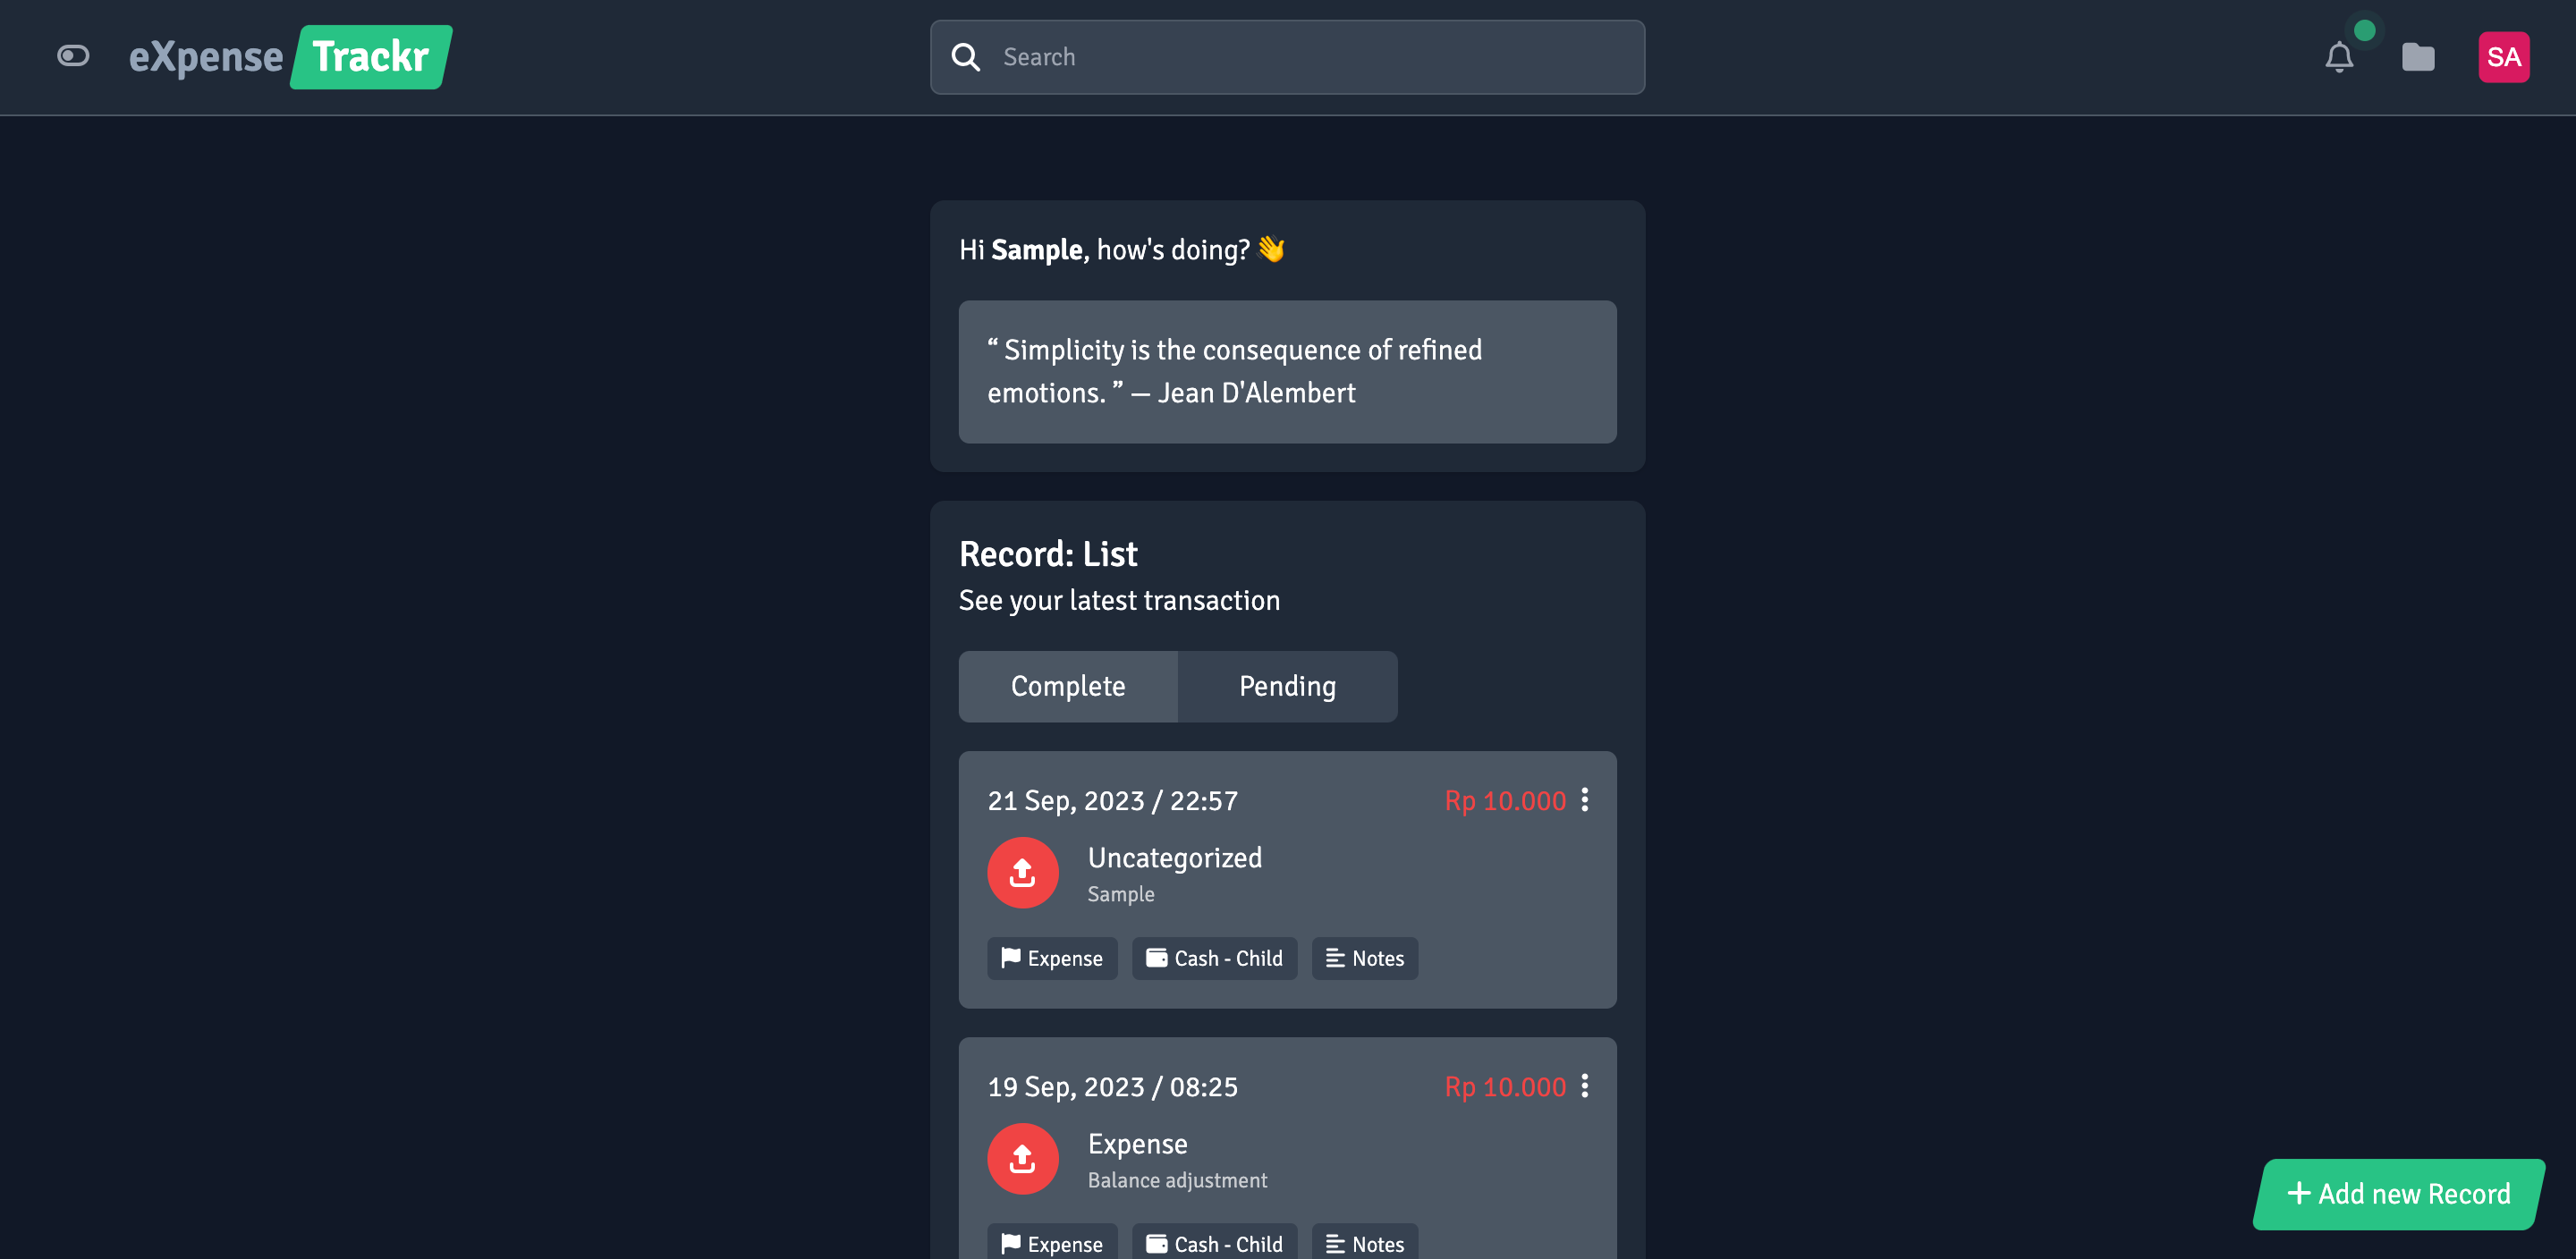 eXpense Trackr
Search
SA
Hi Sample, how's doing? 👋
“ Simplicity is the consequence of refined
emotions. ” — Jean D'Alembert
Record: List
See your latest transaction
Complete Pending
21 Sep, 2023 / 22:57 Rp 10.000
Uncategorized
Sample
Expense Cash - Child Notes
19 Sep, 2023 / 08:25 Rp 10.000
Expense
Balance adjustment
Add new Record
Expense Cash - Child Notes